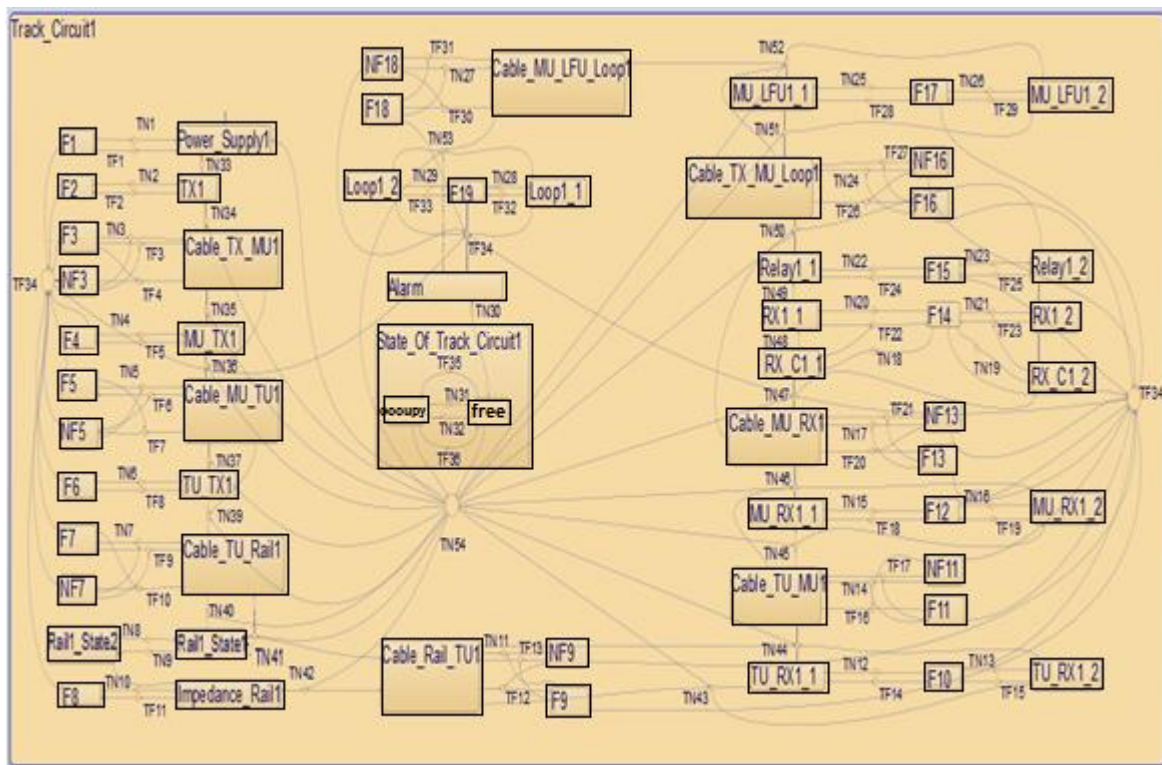 Track_Circuit1
F1
TN1
TF1
Power_Supply1
TN33
F2
TN2
TF2
TX1
TN34
F3
TN3
TF3
NF3
TF4
Cable_TX_MU1
TN35
TF34
F4
TN4
TF5
MU_TX1
TN36
F5
TN5
TF6
NF5
TF7
Cable_MU_TU1
TN37
F6
TN6
TF8
TU_TX1
TN39
F7
TN7
TF9
NF7
TF10
Cable_TU_Rail1
TN40
Rail1_State2
TN8
TN9
TN41
F8
TN10
TF11
Impedance_Rail1
TN42
NF18
TF31
TN27
F18
TF30
Cable_MU_LFU_Loop1
TN53
Loop1_2
TN29
TF33
F19
TN28
TF32
Loop1_1
TF34
Alarm
TN30
State_Of_Track_Circuit1
TF35
TN31
free
TN32
TF36
TN54
Cable_Rail_TU1
TN11
TF13
NF9
TF12
F9
TN43
TN52
MU_LFU1_1
TN25
TF28
F17
TN26
TF29
MU_LFU1_2
TN51
Cable_TX_MU_Loop1
TF27
NF16
TN24
TF26
F16
TN50
Relay1_1
TN22
TF24
F15
TN23
TF25
Relay1_2
TN49
RX1_1
TN20
TF22
F14
TN21
TF23
RX1_2
TN48
RX_C1_1
TN18
TN19
RX_C1_2
TN47
Cable_MU_RX1
TF21
NF13
TN17
TF20
F13
TF34
TN46
MU_RX1_1
TN15
TF18
F12
TN16
TF19
MU_RX1_2
TN45
Cable_TU_MU1
TF17
NF11
TN14
TF16
F11
TN44
TU_RX1_1
TN12
TF14
F10
TN13
TF15
TU_RX1_2